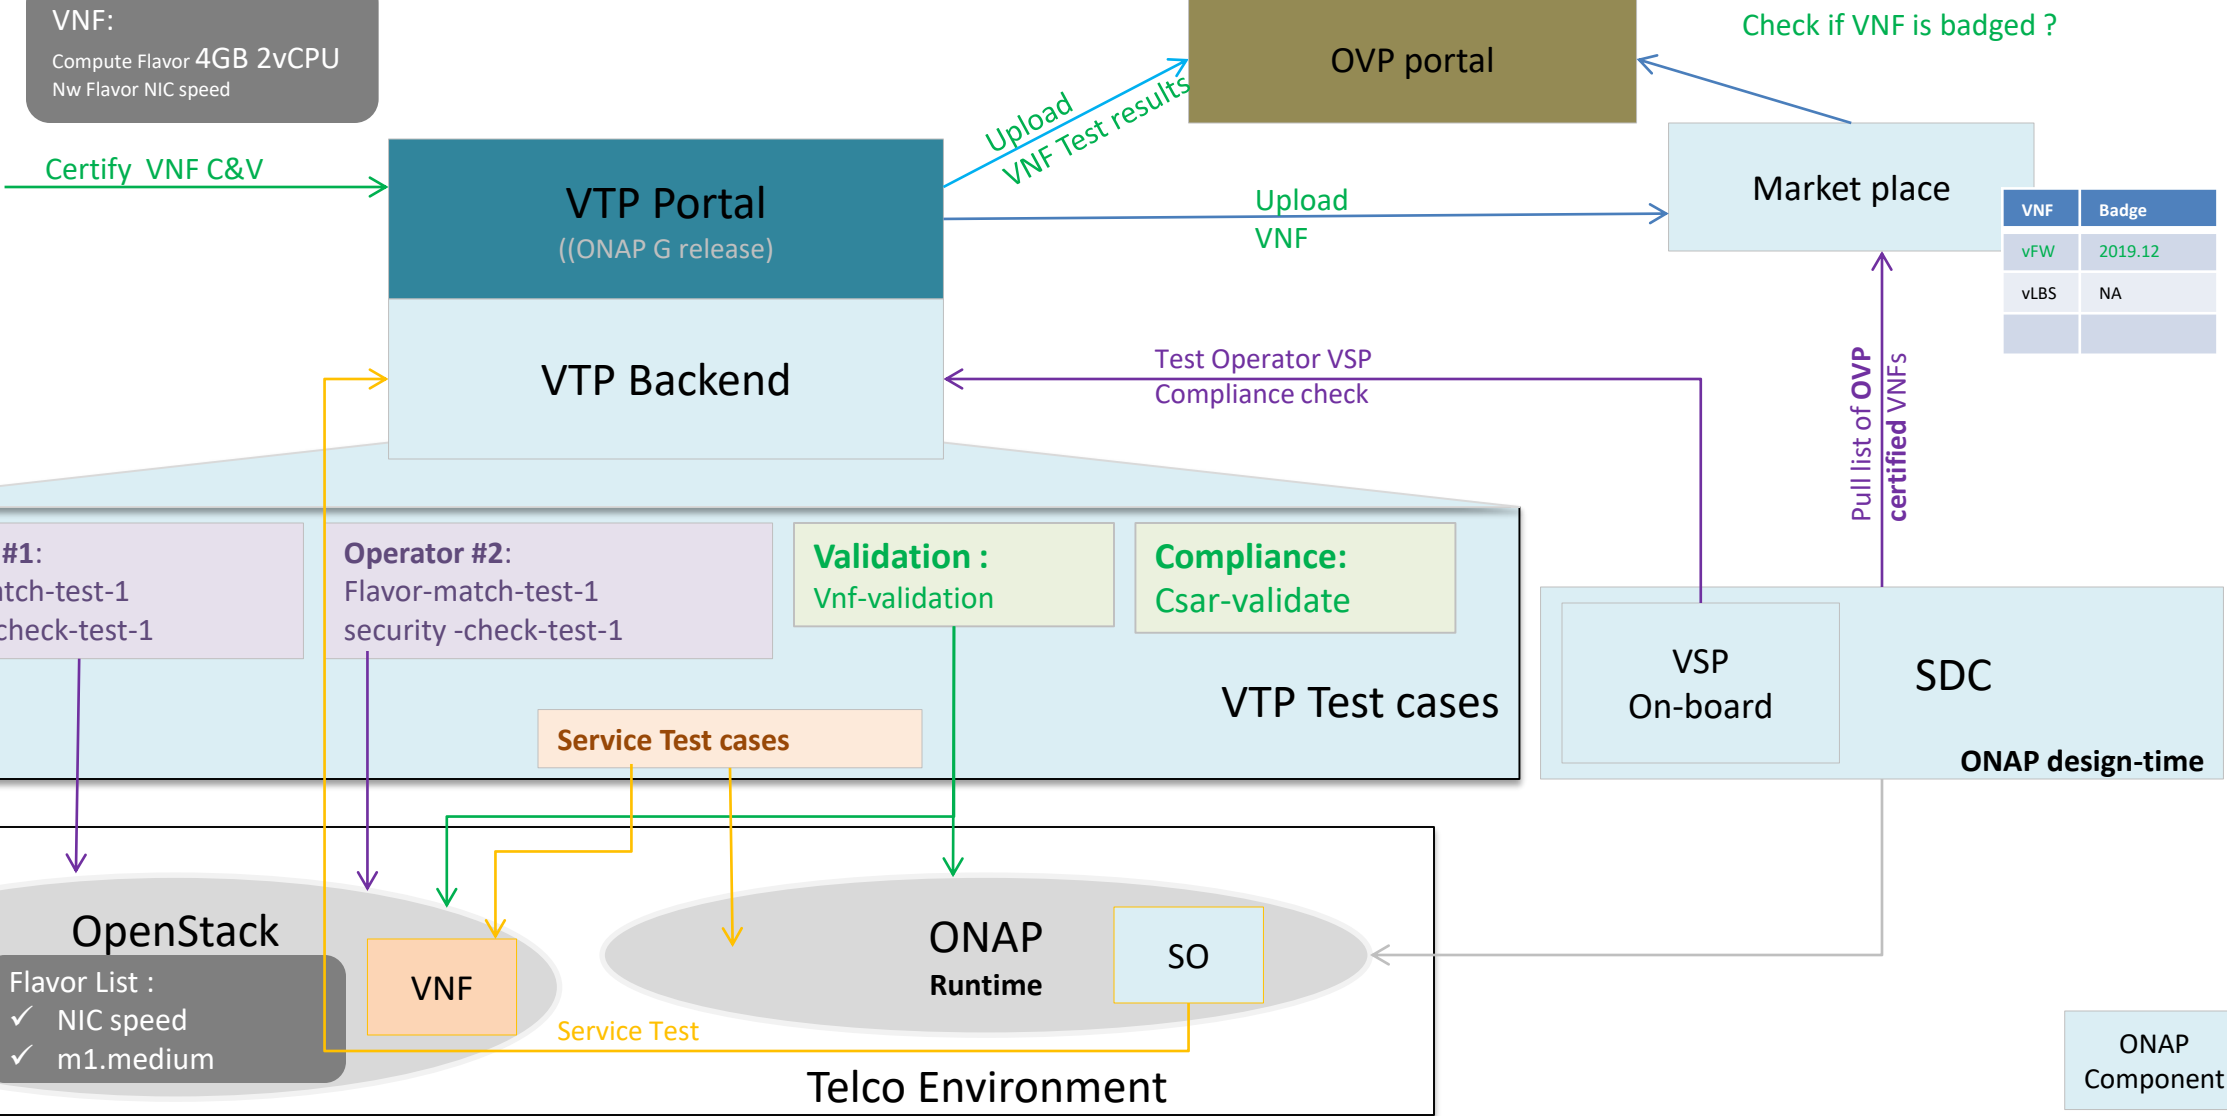 VNF:
Compute Flavor 4GB 2vCPU
Nw Flavor NIC speed
OVP portal
Check if VNF is badged ?
Upload
VNF Test results
Certify VNF C&V
VTP Portal
((ONAP G release)
Upload
VNF
Market place
VNF Badge
vFW 2019.12
vLBS NA
VTP Backend
Test Operator VSP
Compliance check
Pull list of OVP
certified VNFs
#1:
tch-test-1
check-test-1
Operator #2:
Flavor-match-test-1
security -check-test-1
Validation :
Vnf-validation
Compliance:
Csar-validate
VTP Test cases
Service Test cases
VSP
On-board
SDC
ONAP design-time
OpenStack
Flavor List :
✓ NIC speed
✓ m1.medium
VNF
ONAP
Runtime
SO
Service Test
Telco Environment
ONAP
Component